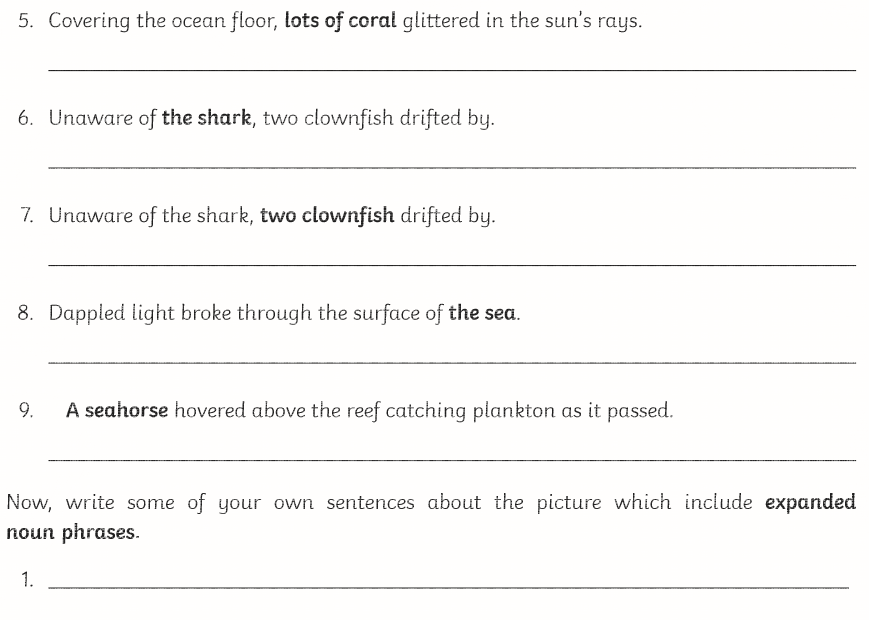 5. Covering the ocean floor, lots of coral glittered in the sun's rays.
6. Unaware of the shark, two clownfish drifted by.
7. Unaware of the shark, two clownfish drifted by.
8. Dappled light broke through the surface of the sea.
9. A seahorse hovered above the reef catching plankton as it passed.
Now, write some of your own sentences about the picture which include expanded
noun phrases.
1.